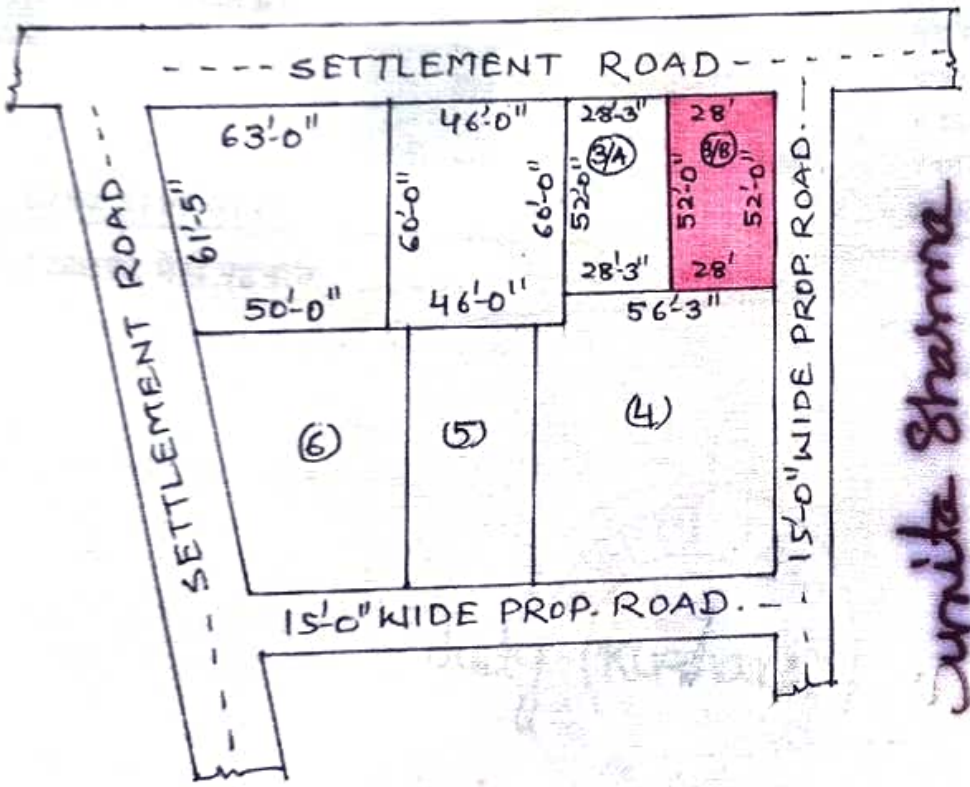 SETTLEMENT ROAD
63'-0"
46'-0"
28'-3"
28'
3/A
3/B
61'-5"
60'-0"
60'-0"
52'-0"
52'-0"
52'-0"
50'-0"
46'-0"
28'-3"
28'
56'-3"
SETTLEMENT ROAD
15'-0" WIDE PROP. ROAD.
6
5
(4)
15'-0" WIDE PROP. ROAD.
Sharma